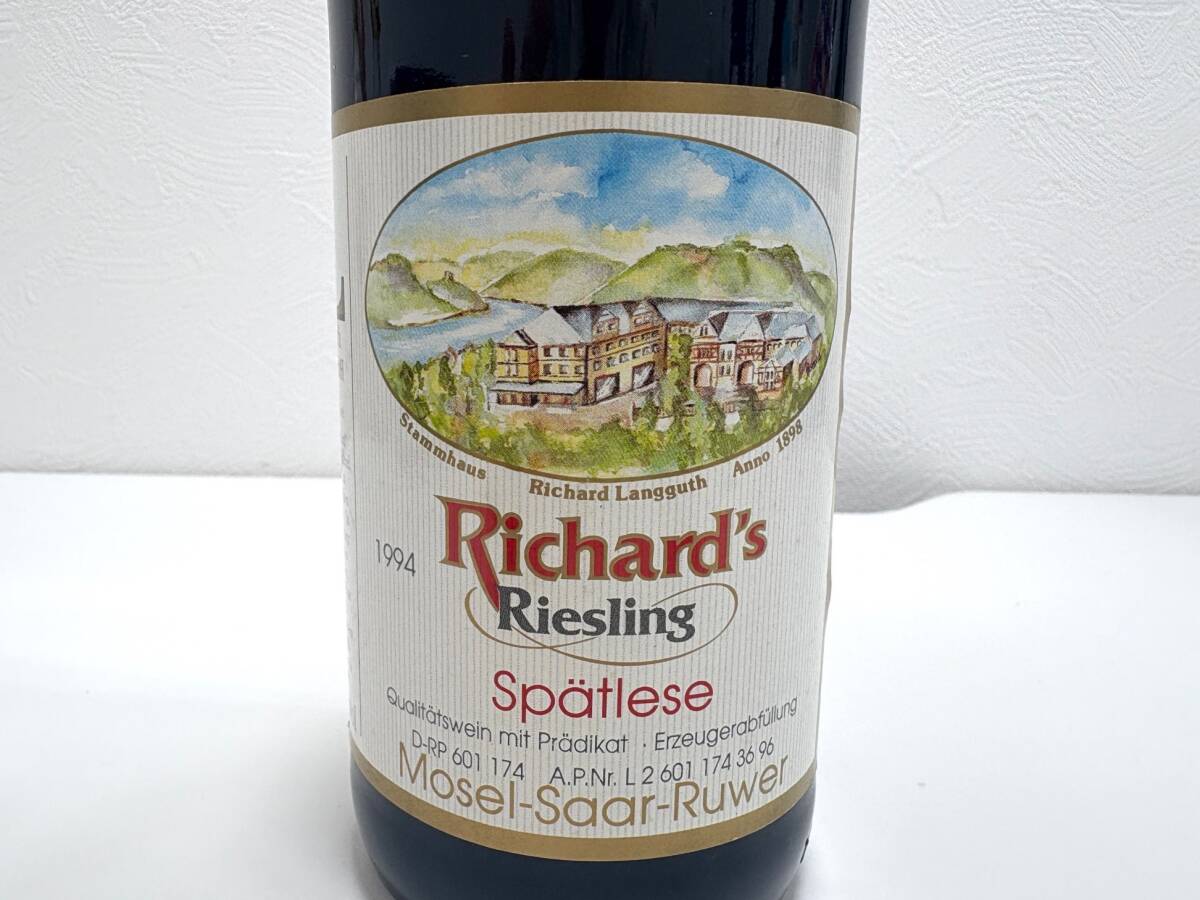 Stammhaus Richard Langguth Anno 1898
1994
Richard's
Riesling
Spätlese
Qualitätswein mit Prädikat · Erzeugerabfüllung
D-RP 601 174 A.P.Nr. L 2 601 174 36 96
Mosel-Saar-Ruwer